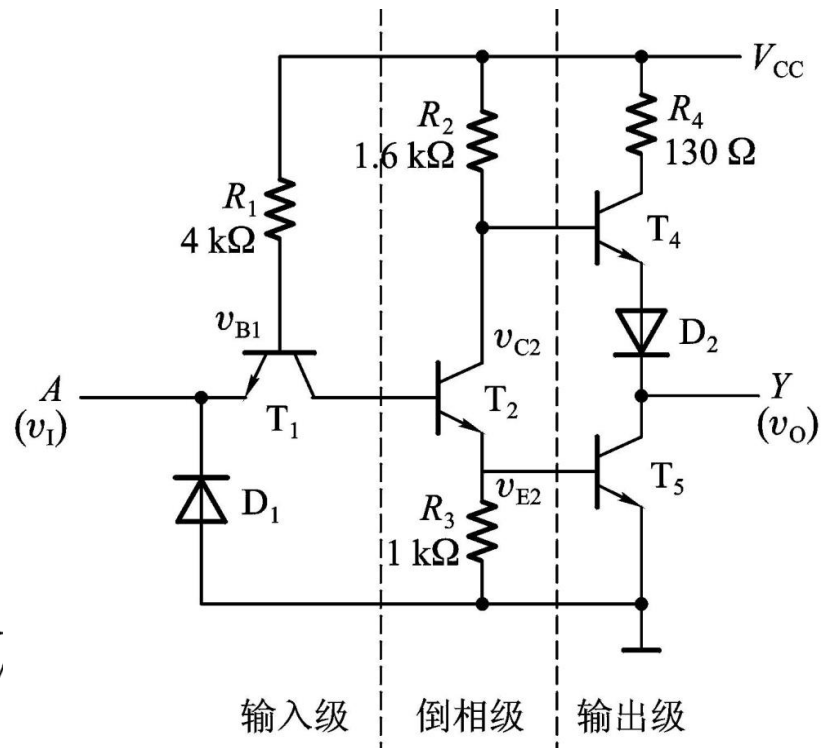 V_CC
R_2
1.6 kΩ
R_4
130 Ω
R_1
4 kΩ
T_4
v_B1
v_C2
D_2
A
(v_I)
T_1
T_2
Y
(v_O)
D_1
R_3
1 kΩ
v_E2
T_5
输入级 倒相级 输出级